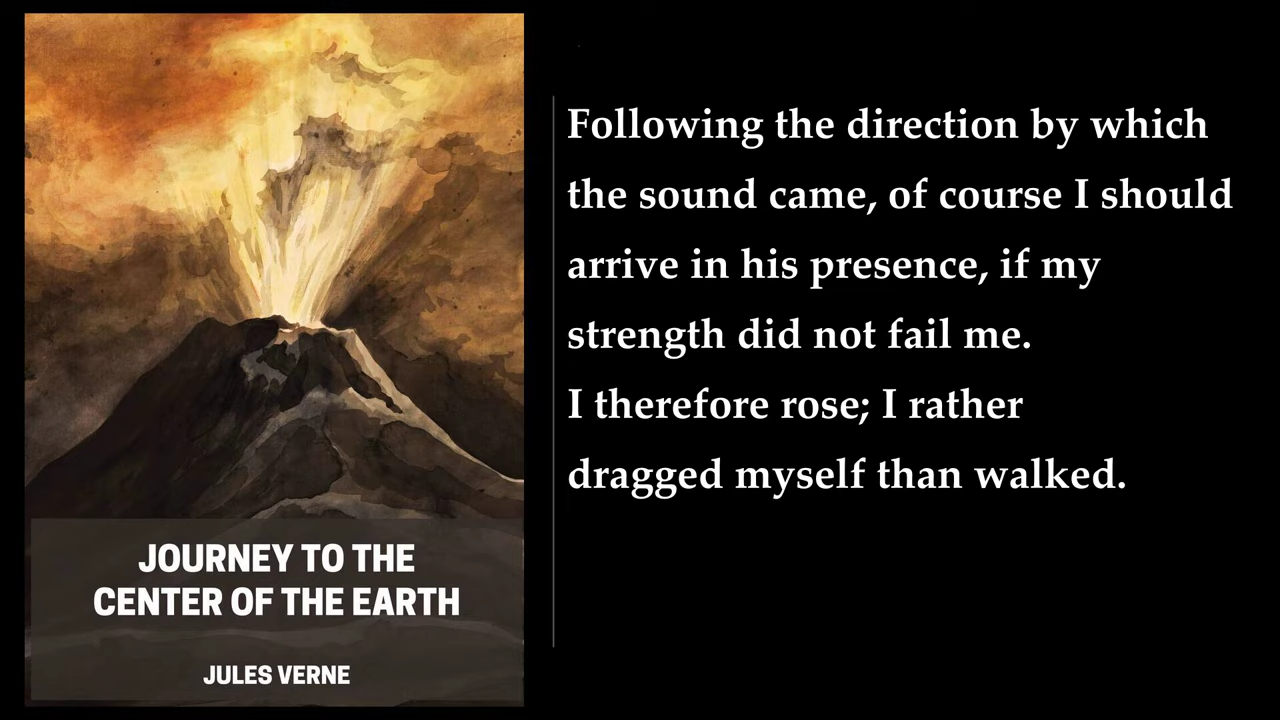 JOURNEY TO THE
CENTER OF THE EARTH
JULES VERNE
Following the direction by which
the sound came, of course I should
arrive in his presence, if my
strength did not fail me.
I therefore rose; I rather
dragged myself than walked.